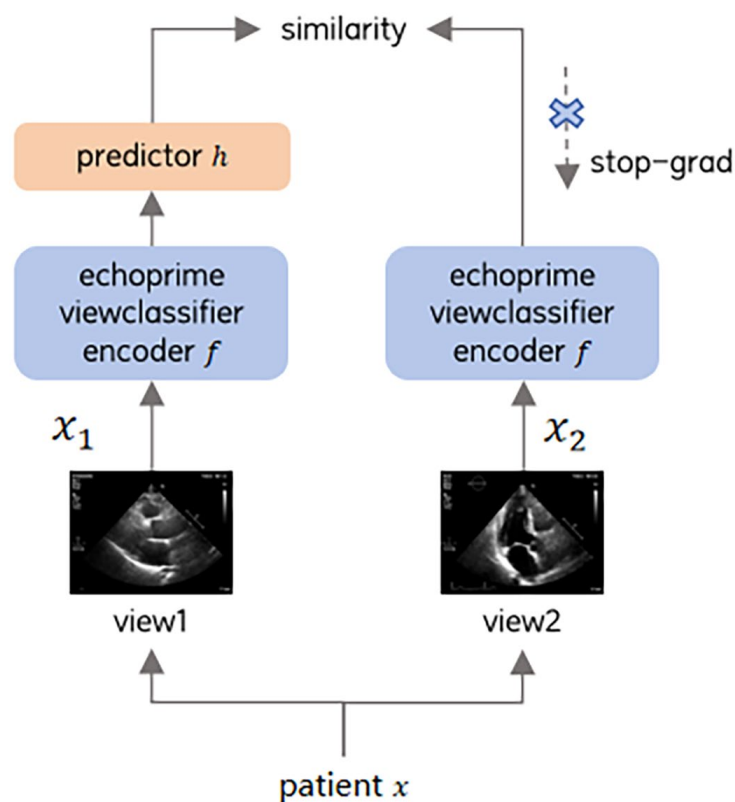 similarity
predictor h
stop-grad
echoprime
viewclassifier
encoder f
echoprime
viewclassifier
encoder f
x₁
x₂
view1
view2
patient x